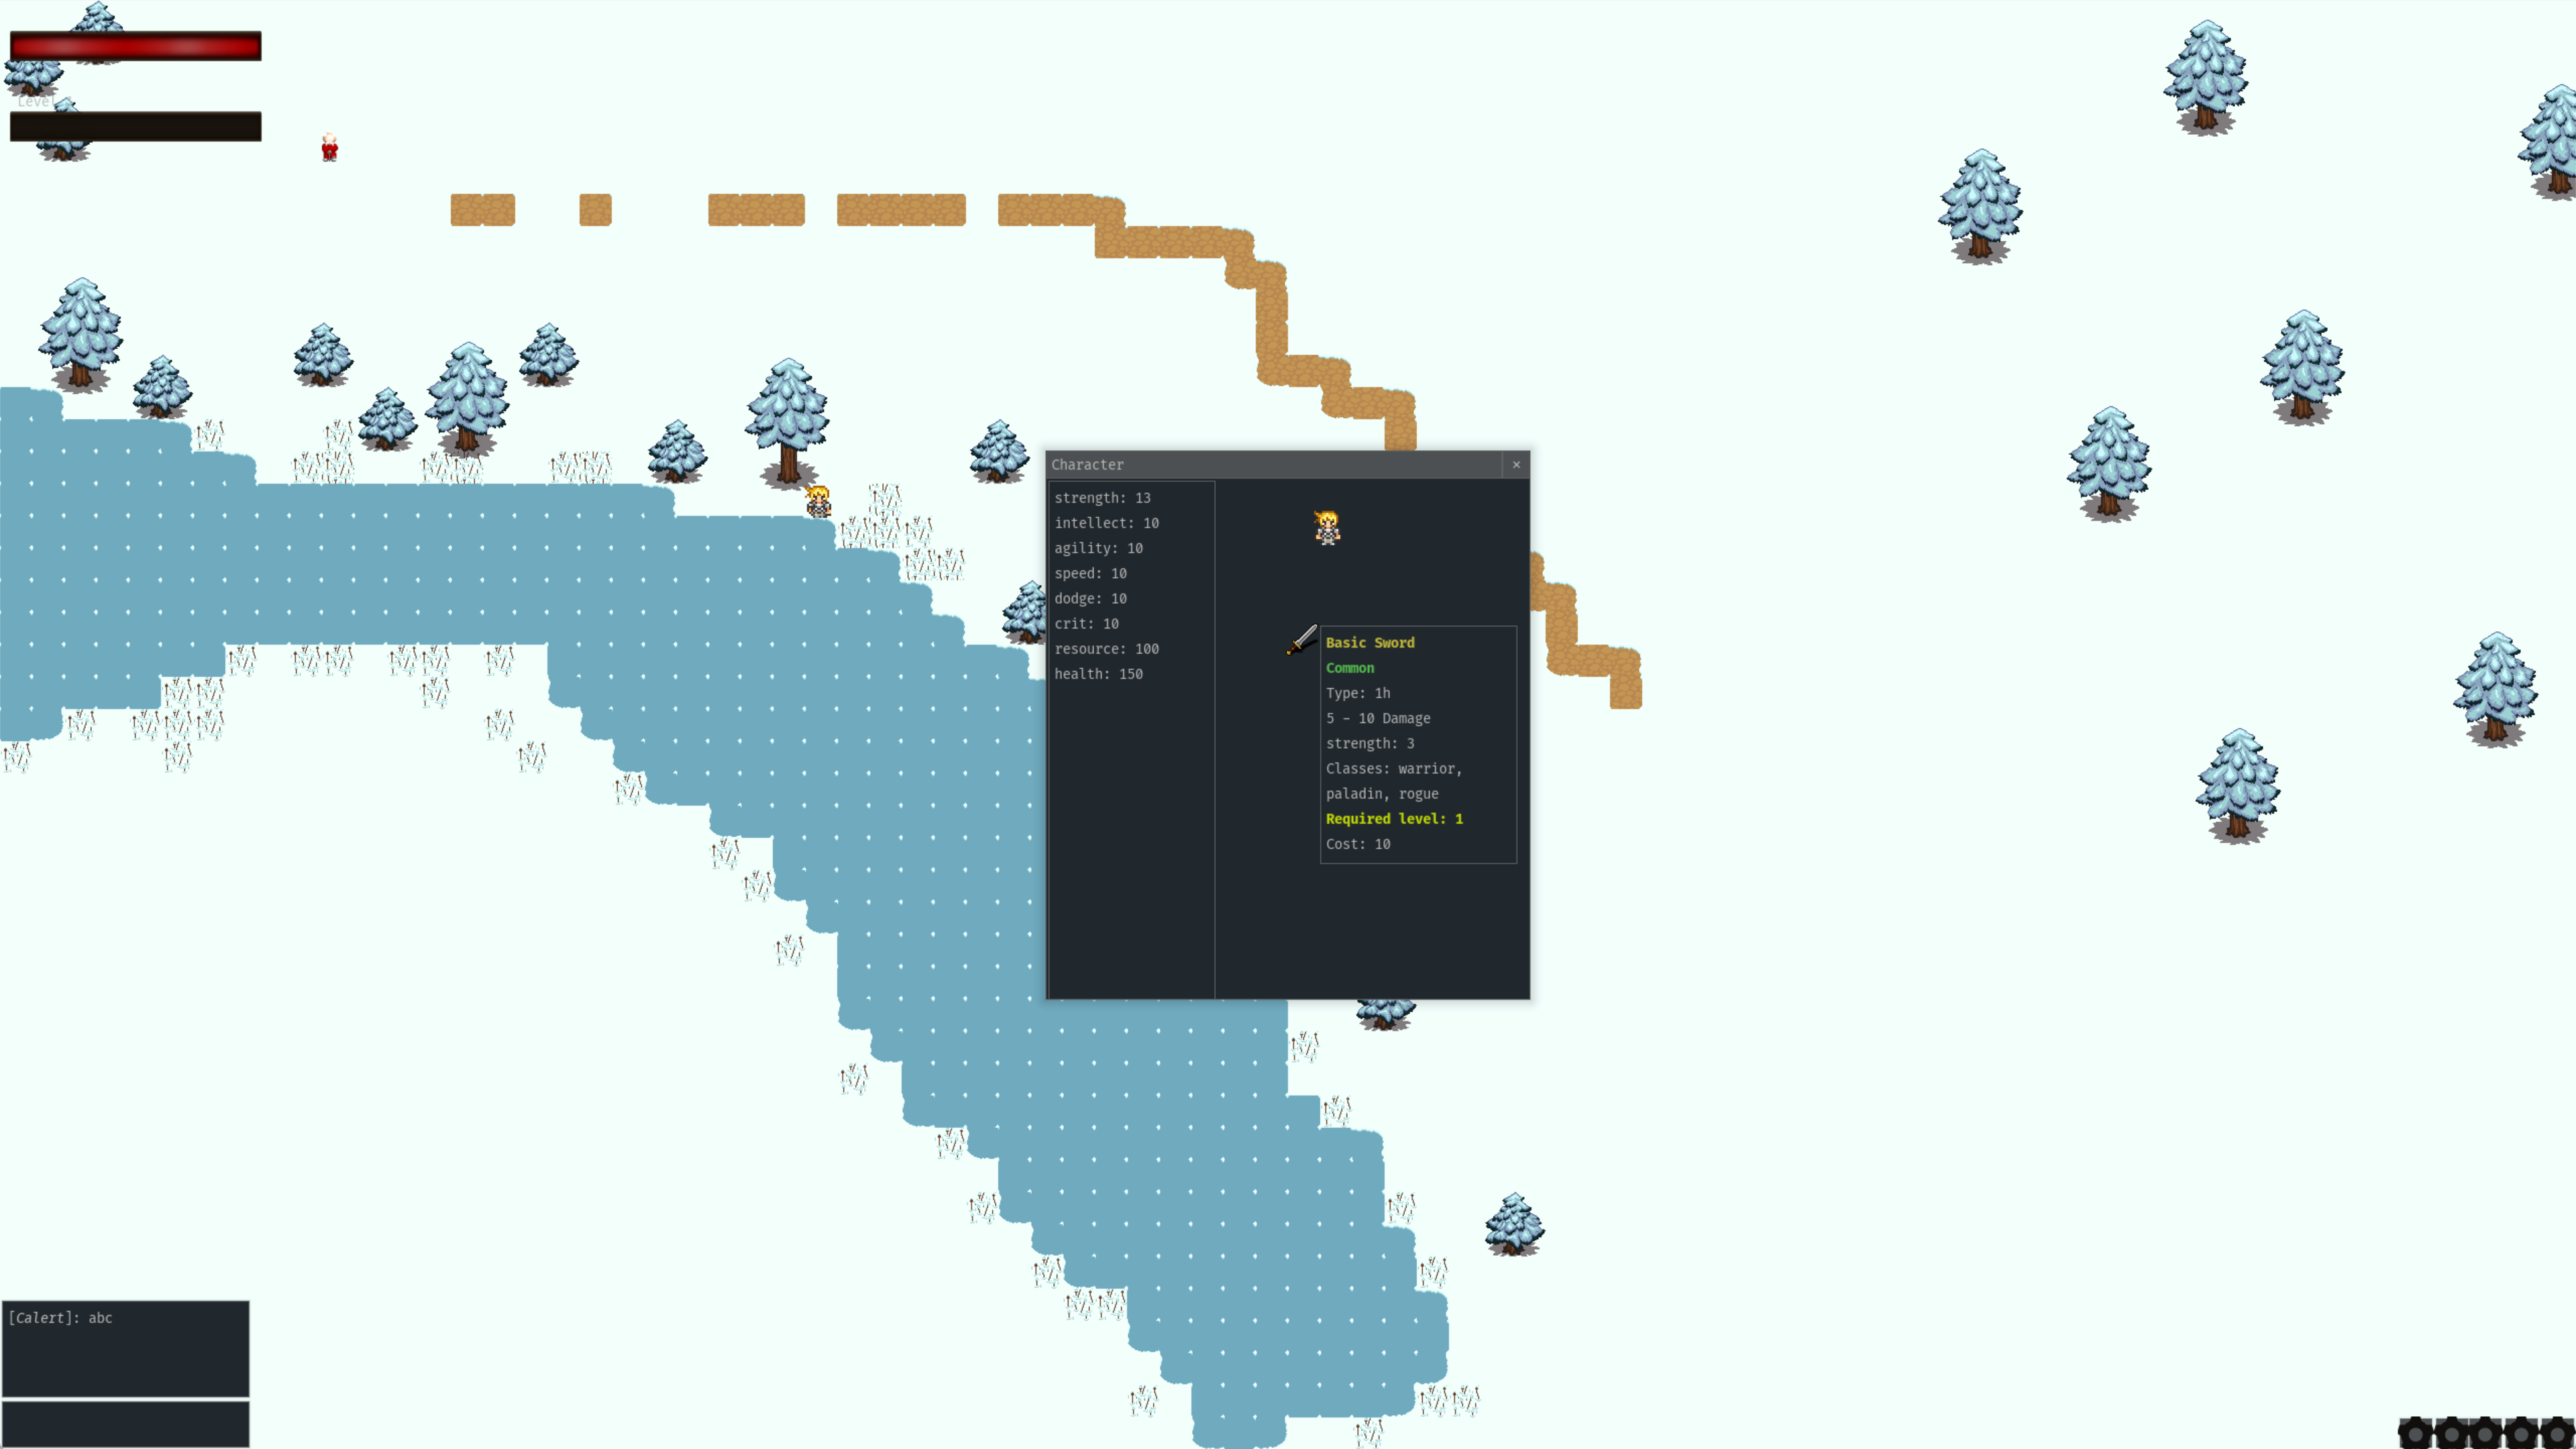 Level
Character
strength: 13
intellect: 10
agility: 10
speed: 10
dodge: 10
crit: 10
resource: 100
health: 150
Basic Sword
Common
Type: 1h
5 - 10 Damage
strength: 3
Classes: warrior,
paladin, rogue
Required level: 1
Cost: 10
[Calert]: abc